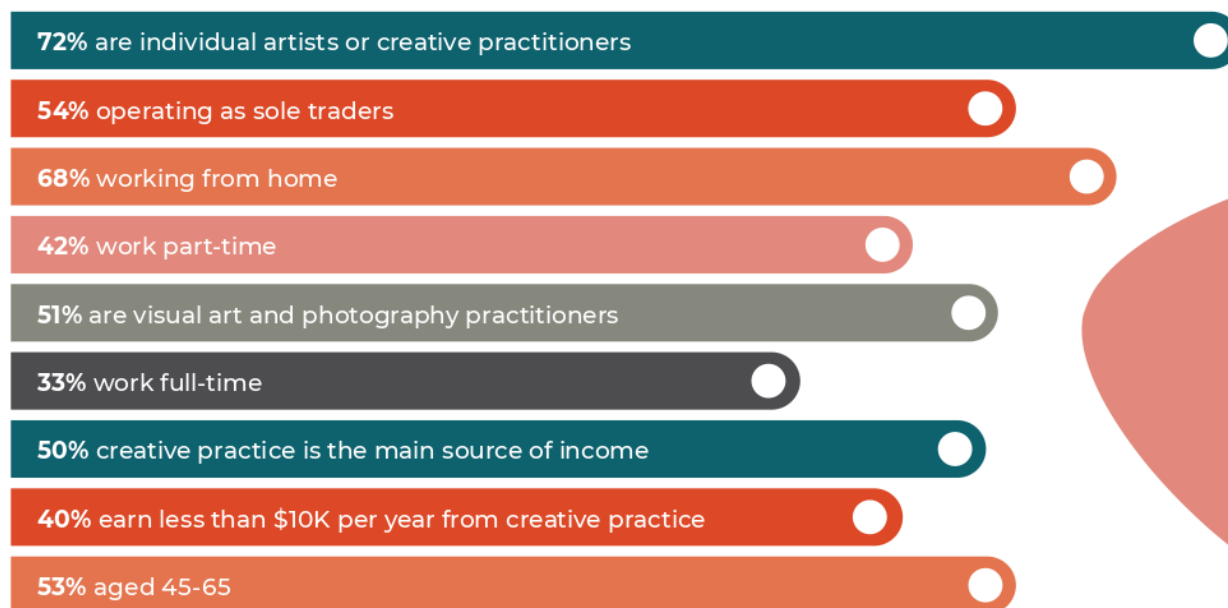 72% are individual artists or creative practitioners
54% operating as sole traders
68% working from home
42% work part-time
51% are visual art and photography practitioners
33% work full-time
50% creative practice is the main source of income
40% earn less than $10K per year from creative practice
53% aged 45-65